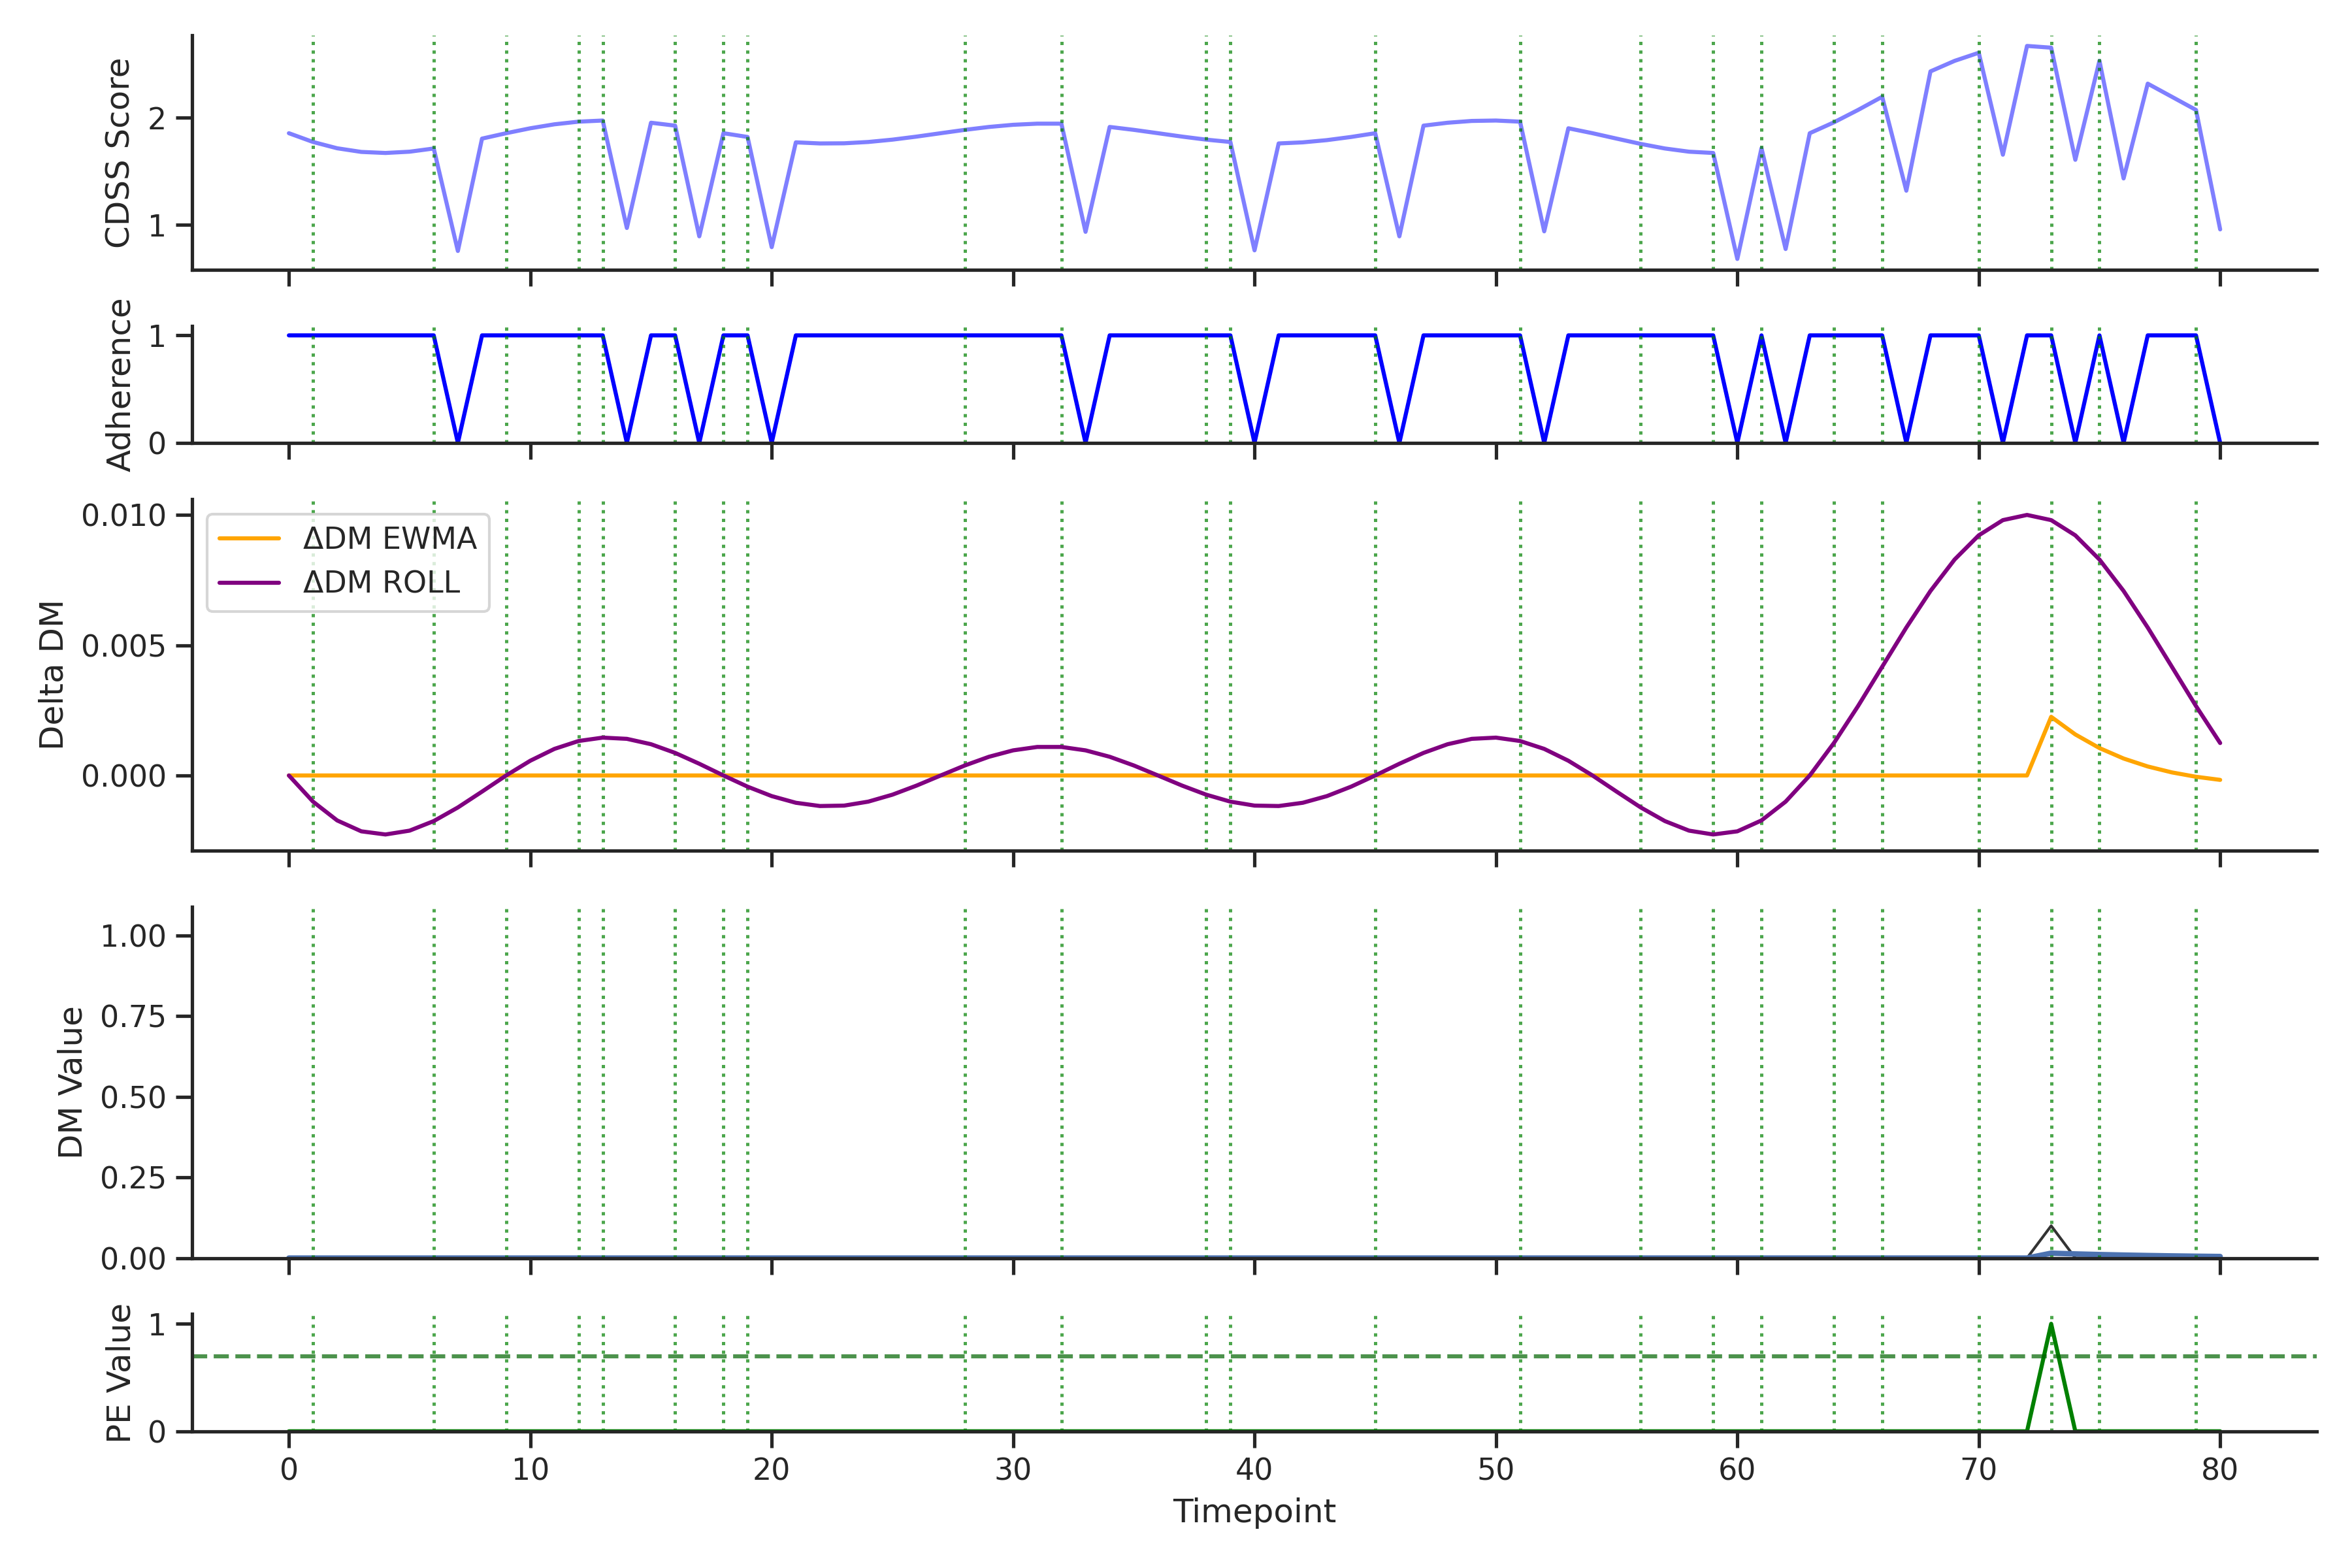 CDSS Score
2
1
Adherence
1
0
Delta DM
0.010
0.005
0.000
ΔDM EWMA
ΔDM ROLL
DM Value
1.00
0.75
0.50
0.25
0.00
PE Value
1
0
0 10 20 30 40 50 60 70 80
Timepoint